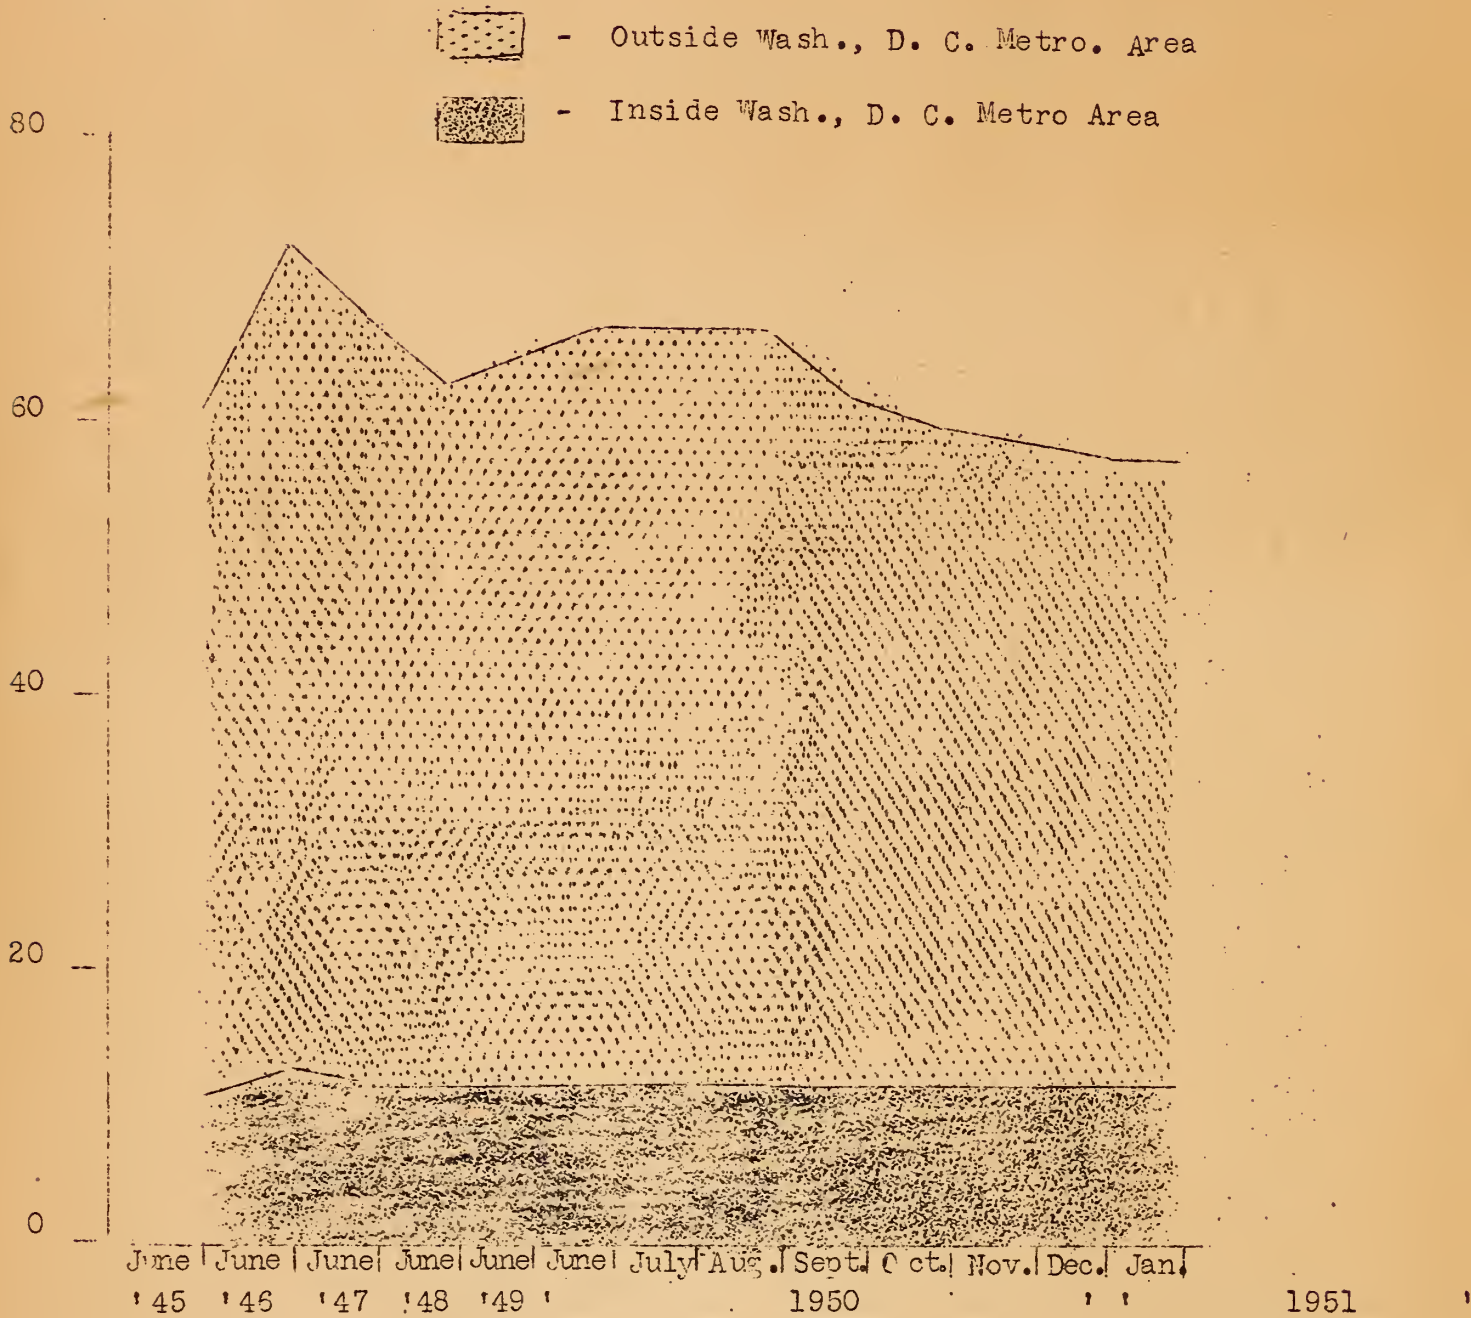 - Outside Wash., D. C. Metro. Area
- Inside Wash., D. C. Metro Area
80
60
40
20
0
June June June June June June July Aug. Sept. Oct. Nov. Dec. Jan.
'45 '46 '47 '48 '49 ' 1950 ' ' 1951 '